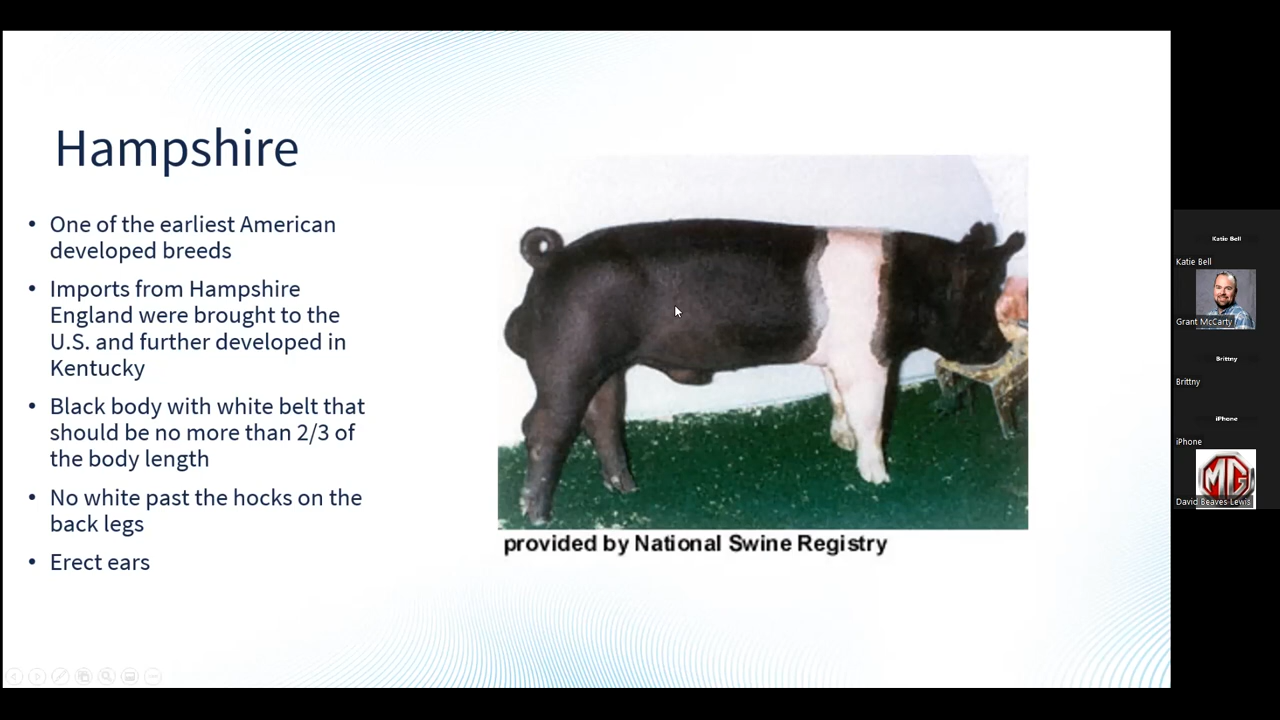 Hampshire
• One of the earliest American
developed breeds
• Imports from Hampshire
England were brought to the
U.S. and further developed in
Kentucky
• Black body with white belt that
should be no more than 2/3 of
the body length
• No white past the hocks on the
back legs
• Erect ears
provided by National Swine Registry
Katie Bell
Katie Bell
Grant McCarty
Brittny
Brittny
iPhone
iPhone
MG
David Beaves-Lewis